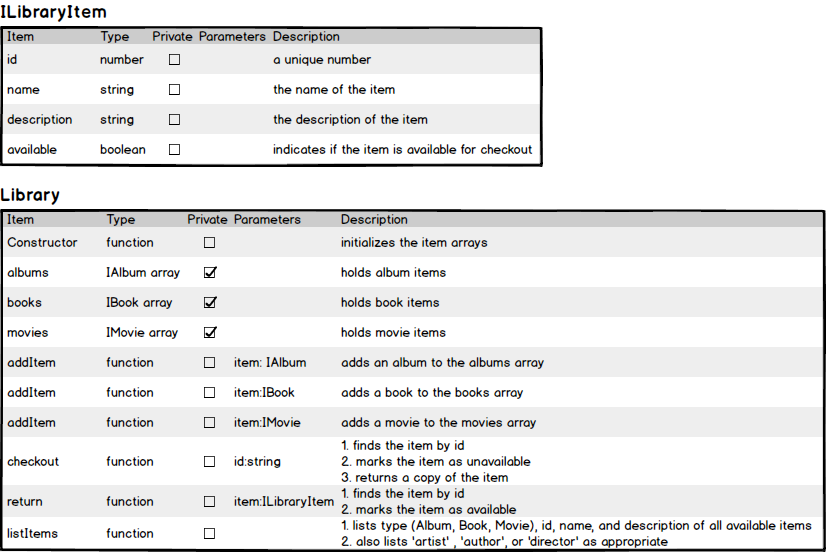 ILibraryItem
Item Type Private Parameters Description
id number a unique number
name string the name of the item
description string the description of the item
available boolean indicates if the item is available for checkout
Library
Item Type Private Parameters Description
Constructor function initializes the item arrays
albums IAlbum array holds album items
books IBook array holds book items
movies IMovie array holds movie items
addItem function item: IAlbum adds an album to the albums array
addItem function item:IBook adds a book to the books array
addItem function item:IMovie adds a movie to the movies array
checkout function id:string 1. finds the item by id
2. marks the item as unavailable
3. returns a copy of the item
return function item:ILibraryItem 1. finds the item by id
2. marks the item as available
listItems function 1. lists type (Album, Book, Movie), id, name, and description of all available items
2. also lists 'artist' , 'author', or 'director' as appropriate